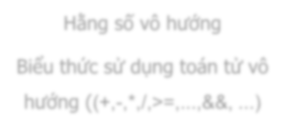 Hằng số vô hướng
Biểu thức sử dụng toán tử vô
hướng ((+,-,*,/,>=,...,&&, ...)